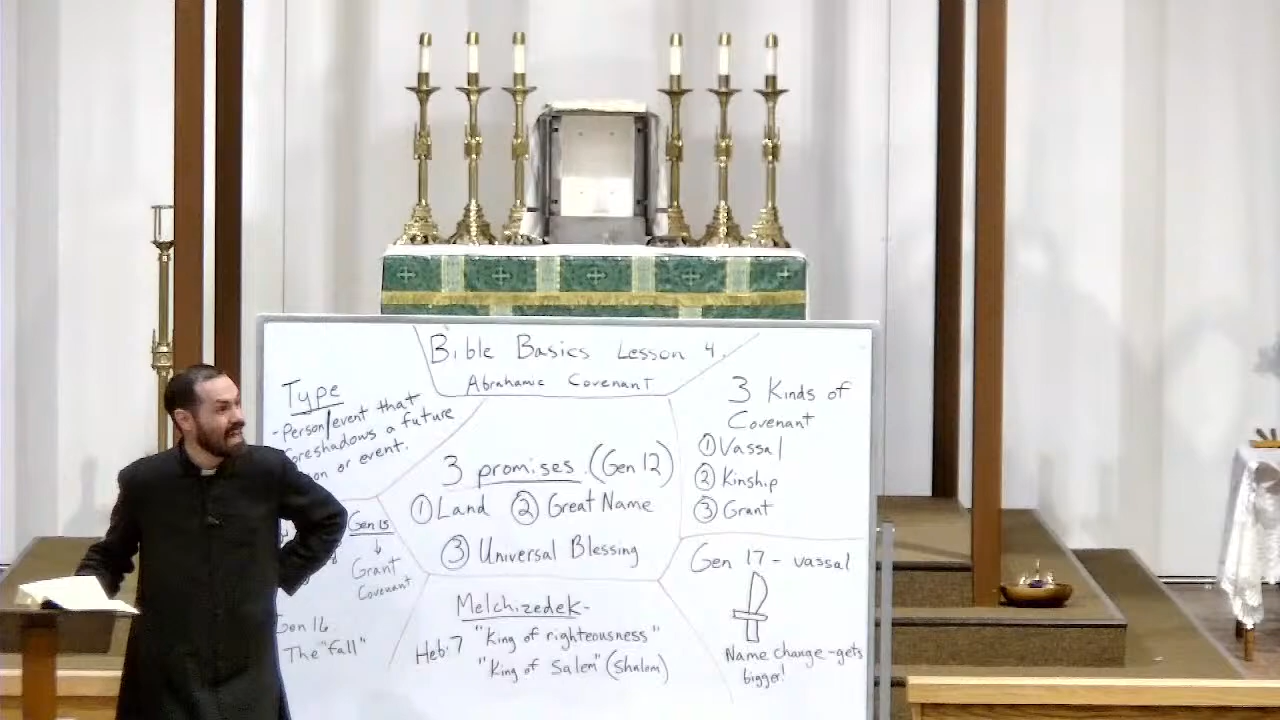 Bible Basics Lesson 4.
Abrahamic Covenant
Type
- Person/event that
foreshadows a future
or event.
3 promises. (Gen 12)
① Land ② Great Name
③ Universal Blessing
3 Kinds of
Covenant
① Vassal
② Kinship
③ Grant
Gen 15
↓
Grant
Covenant
Gen 16
The "fall"
Melchizedek-
Heb: 7 "King of righteousness"
"King of Salem" (shalom)
Gen 17 - vassal
Name change - gets
bigger!